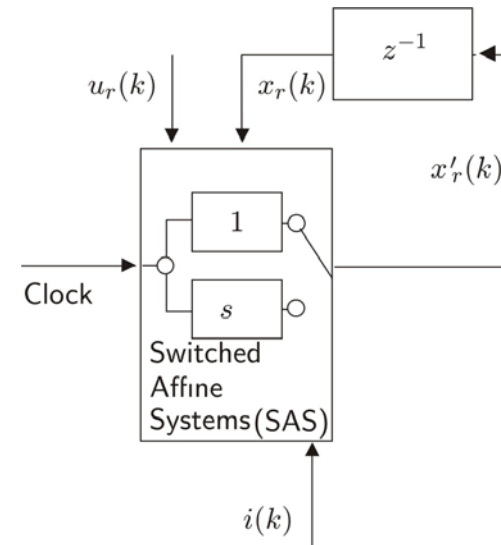 z⁻¹
u_r(k)
x_r(k)
x'_r(k)
1
Clock
s
Switched
Affine
Systems (SAS)
i(k)